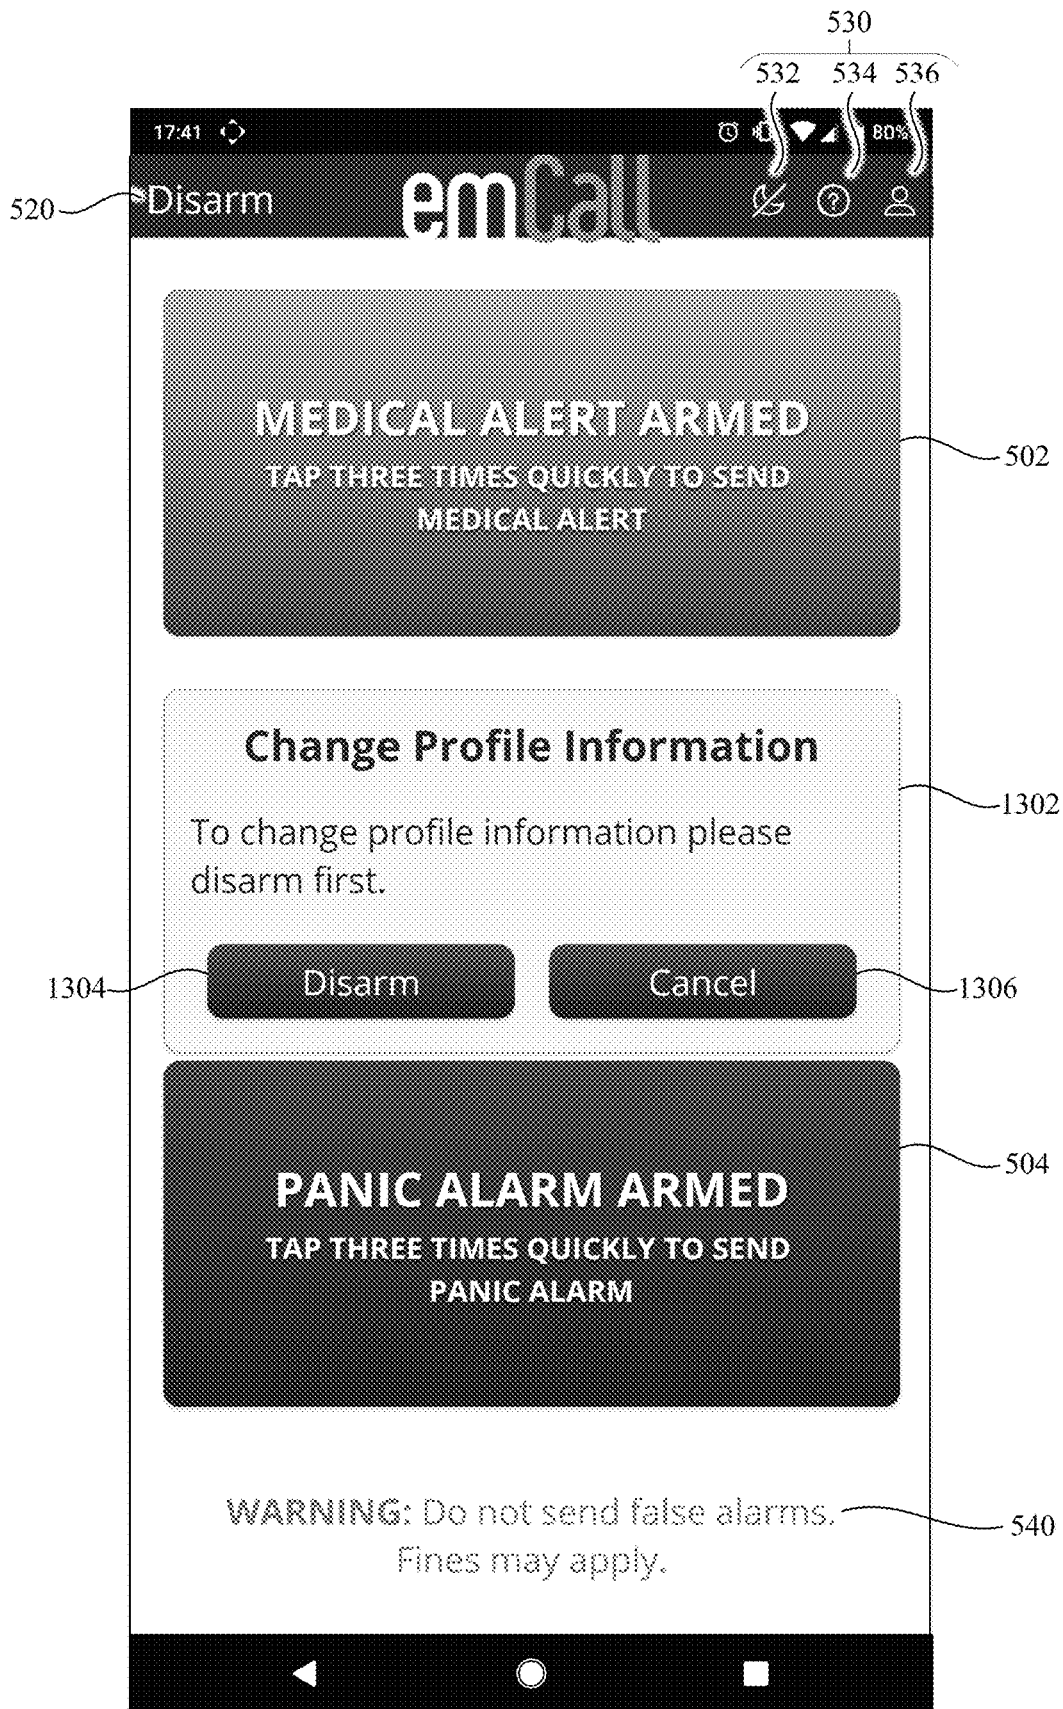 530
532 534 536
17:41 80%
520 Disarm emCall
MEDICAL ALERT ARMED
502
TAP THREE TIMES QUICKLY TO SEND
MEDICAL ALERT
Change Profile Information
1302
To change profile information please
disarm first.
1304 Disarm Cancel 1306
504
PANIC ALARM ARMED
TAP THREE TIMES QUICKLY TO SEND
PANIC ALARM
WARNING: Do not send false alarms.
540
Fines may apply.